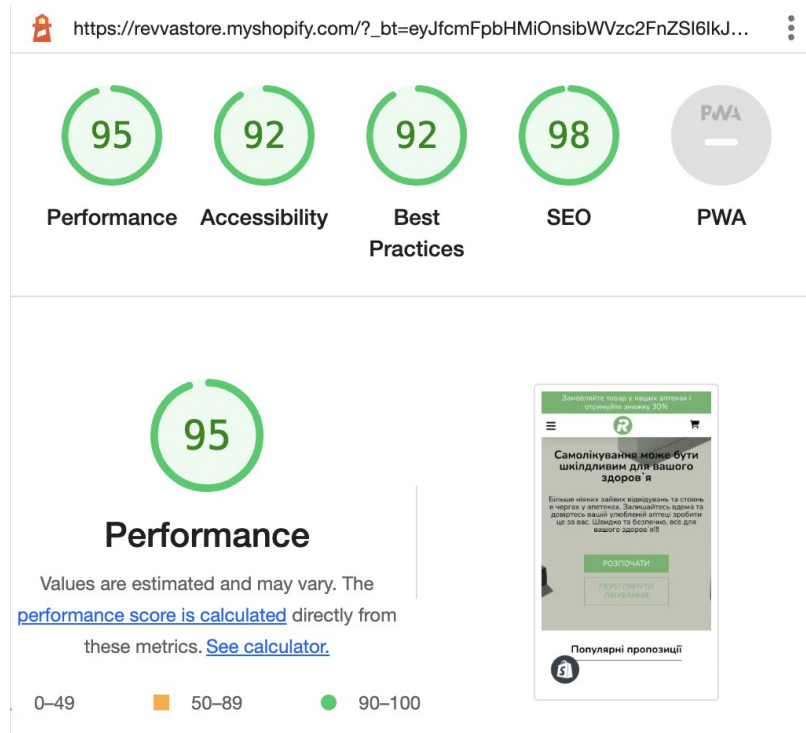 https://revvastore.myshopify.com/?_bt=eyJfcmFpbHMiOnsibWVzc2FnZSI6IkJ...
95
92
92
98
PWA
Performance
Accessibility
Best
Practices
SEO
PWA
95
Performance
Values are estimated and may vary. The
performance score is calculated directly from
these metrics. See calculator.
0–49
50–89
90–100
Замовляйте товар у наших аптеках і
отримуйте знижку 30%
R
Самолікування може бути
шкідливим для вашого
здоров`я
Більше ніяких зайвих відвідувань та стоянь
в чергах у апетеках. Залишайтесь вдома та
довіртесь вашій улюбленій аптеці зробити
це за вас. Швидко та безпечно, все для
вашого здоров`я!!!
РОЗПОЧАТИ
ПЕРЕГЛЯНУТИ
ЛІКУВАННЯ
Популярні пропозиції